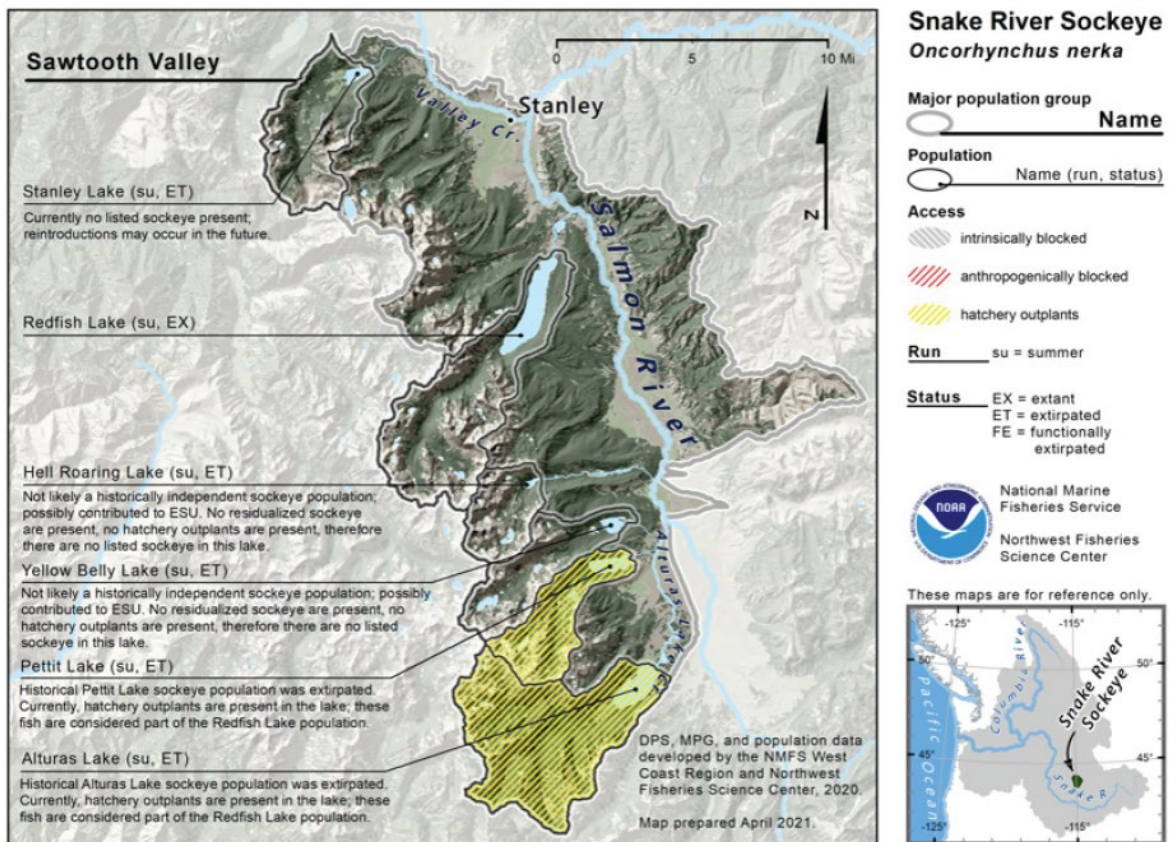 Sawtooth Valley
0 5 10 Mi
Stanley
Valley Cr.
N
Stanley Lake (su, ET)
Currently no listed sockeye present;
reintroductions may occur in the future.
Salmon River
Redfish Lake (su, EX)
Hell Roaring Lake (su, ET)
Not likely a historically independent sockeye population;
possibly contributed to ESU. No residualized sockeye
are present, no hatchery outplants are present, therefore
there are no listed sockeye in this lake.
Yellow Belly Lake (su, ET)
Not likely a historically independent sockeye population; possibly
contributed to ESU. No residualized sockeye are present, no
hatchery outplants are present, therefore there are no listed
sockeye in this lake.
Alturas Lake Cr.
Pettit Lake (su, ET)
Historical Pettit Lake sockeye population was extirpated.
Currently, hatchery outplants are present in the lake; these
fish are considered part of the Redfish Lake population.
Alturas Lake (su, ET)
Historical Alturas Lake sockeye population was extirpated.
Currently, hatchery outplants are present in the lake; these
fish are considered part of the Redfish Lake population.
DPS, MPG, and population data
developed by the NMFS West
Coast Region and Northwest
Fisheries Science Center, 2020.
Map prepared April 2021.
Snake River Sockeye
Oncorhynchus nerka
Major population group
Name
Population
Name (run, status)
Access
intrinsically blocked
anthropogenically blocked
hatchery outplants
Run su = summer
Status EX = extant
ET = extirpated
FE = functionally
extirpated
NOAA
National Marine
Fisheries Service
Northwest Fisheries
Science Center
These maps are for reference only.
-125° -115°
50° 50°
Columbia River
Pacific Ocean
Snake River
Sockeye
45° 45°
Snake R.
-125° -115°